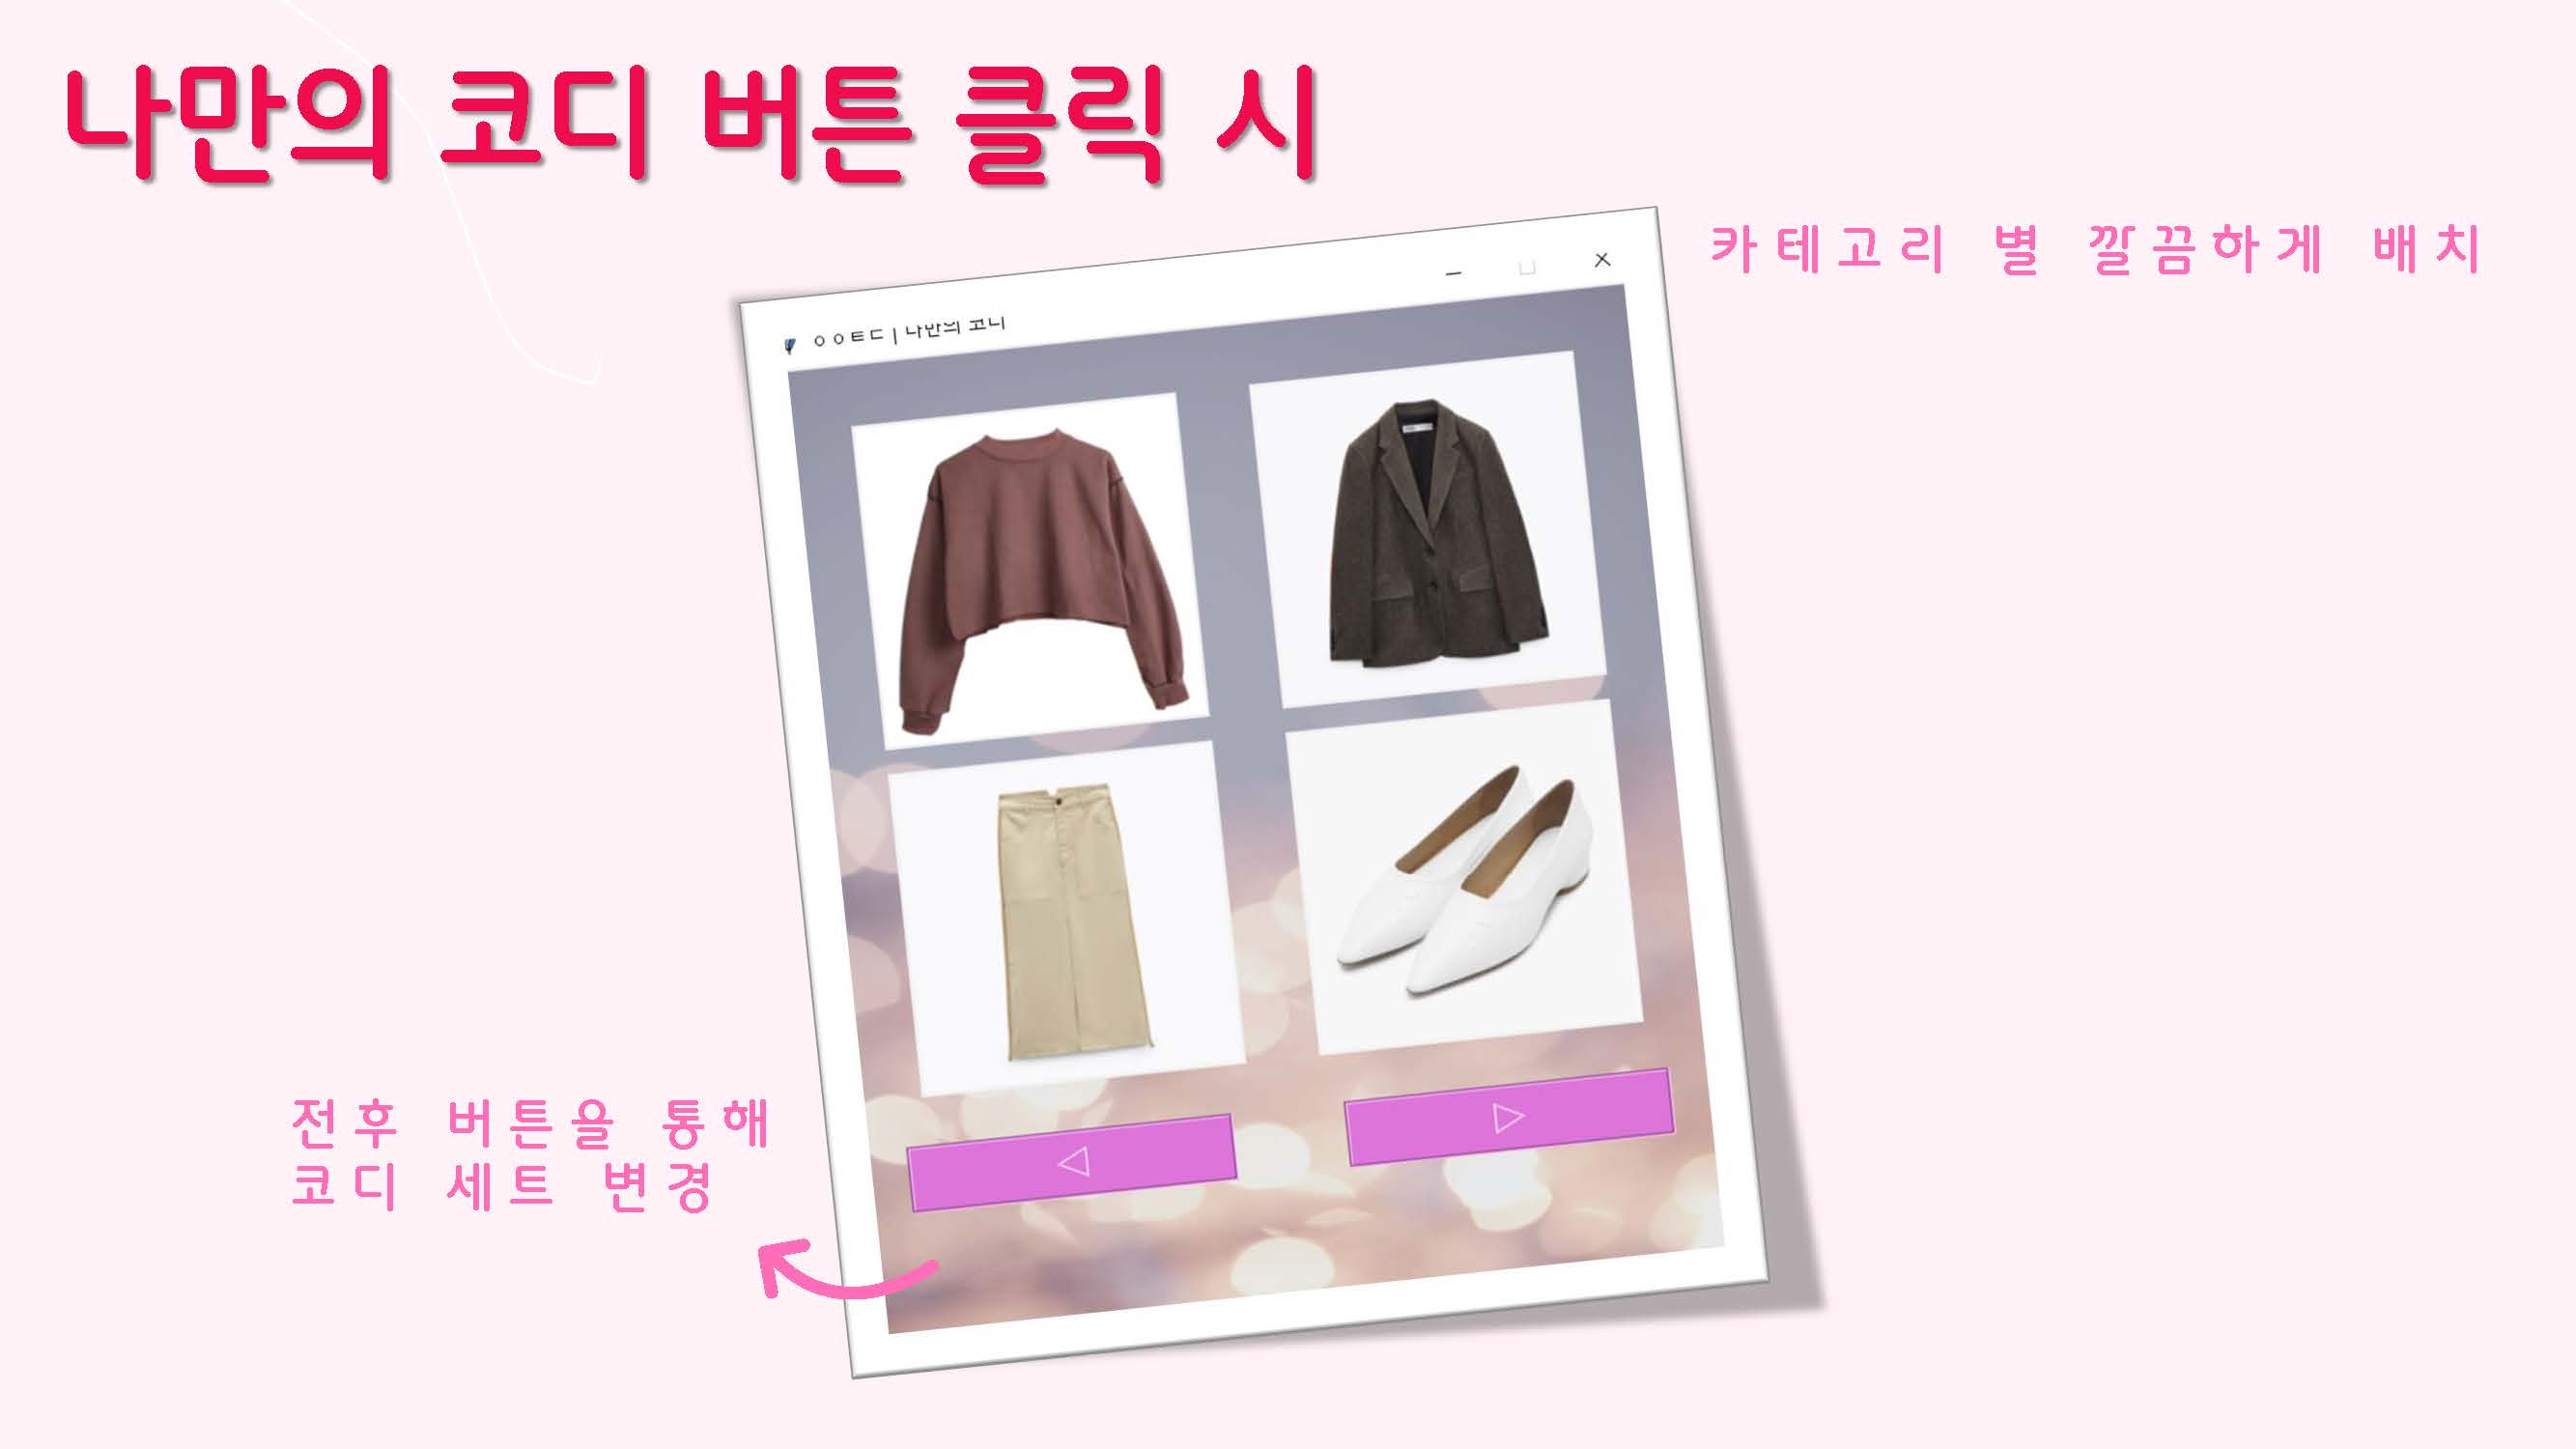 나만의 코디 버튼 클릭 시
카테고리 별 깔끔하게 배치
ㅇㅇㅌㄷ | 나만의 코디
전후 버튼을 통해
코디 세트 변경